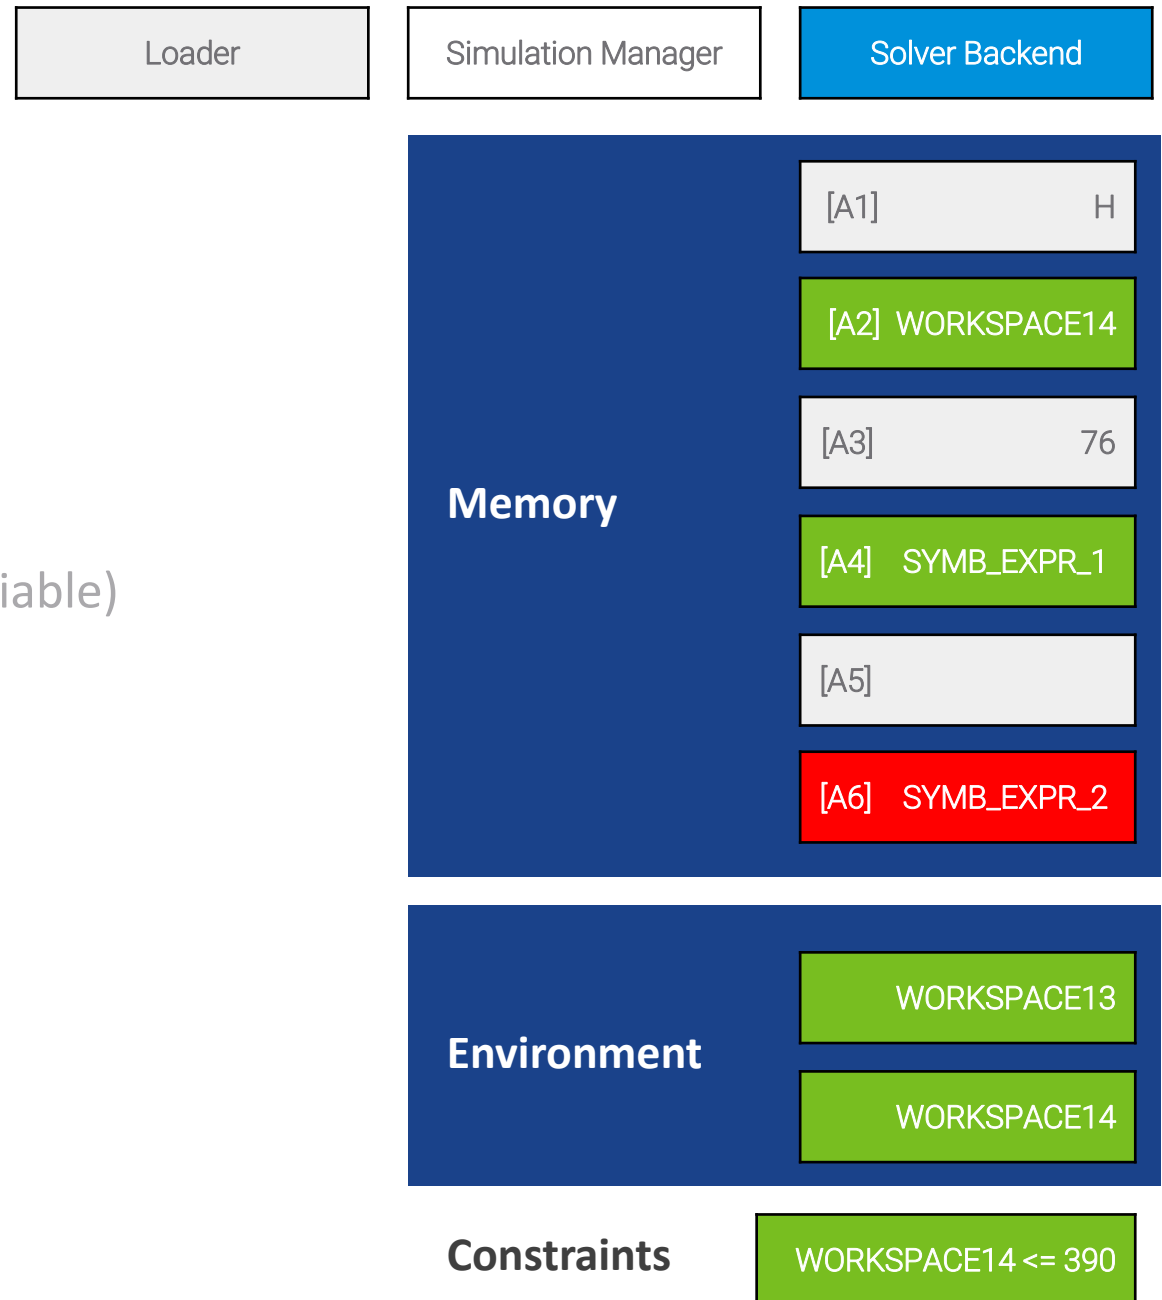 Loader
Simulation Manager
Solver Backend
[A1] H
[A2] WORKSPACE14
[A3] 76
Memory
[A4] SYMB_EXPR_1
iable)
[A5]
[A6] SYMB_EXPR_2
WORKSPACE13
Environment
WORKSPACE14
Constraints
WORKSPACE14 <= 390